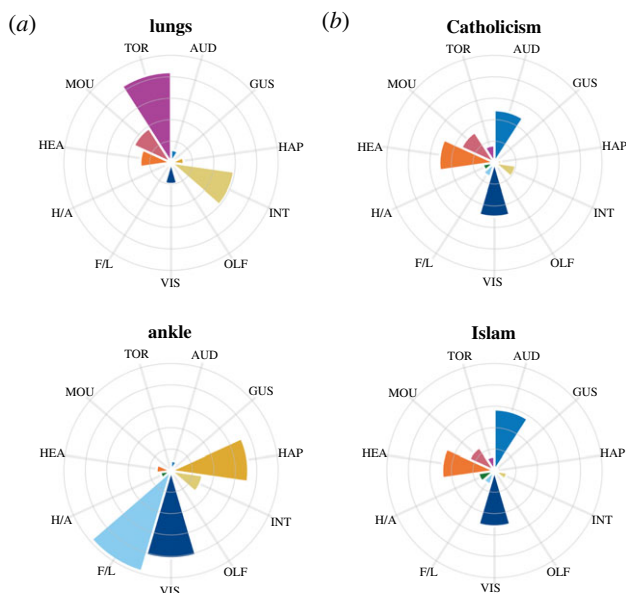 (a)
lungs
TOR AUD
MOU GUS
HEA HAP
H/A INT
F/L OLF
VIS
ankle
TOR AUD
MOU GUS
HEA HAP
H/A INT
F/L OLF
VIS
(b)
Catholicism
TOR AUD
MOU GUS
HEA HAP
H/A INT
F/L OLF
VIS
Islam
TOR AUD
MOU GUS
HEA HAP
H/A INT
F/L OLF
VIS